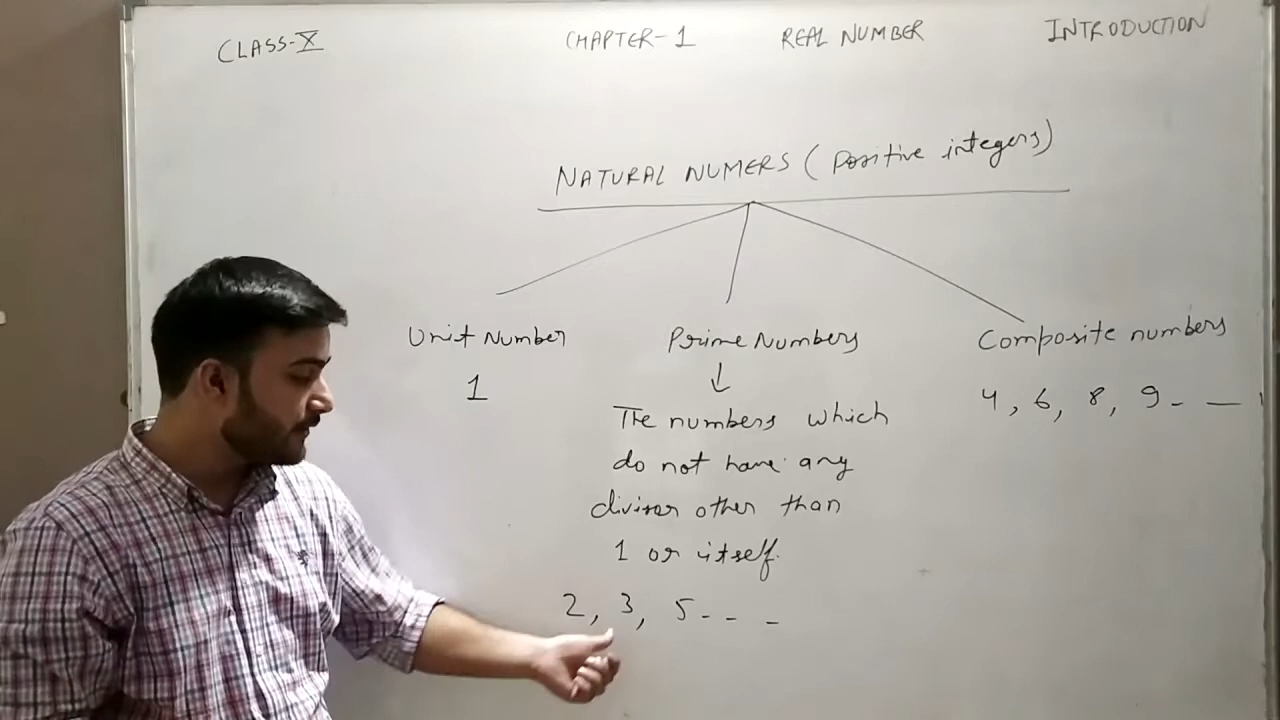 CLASS-X CHAPTER-1 REAL NUMBER INTRODUCTION
NATURAL NUMERS (Positive integers)
Unit Number Prime Numbers Composite numbers
1 4, 6, 8, 9- —
The numbers which
do not have any
divisor other than
1 or itself.
2, 3, 5- - -